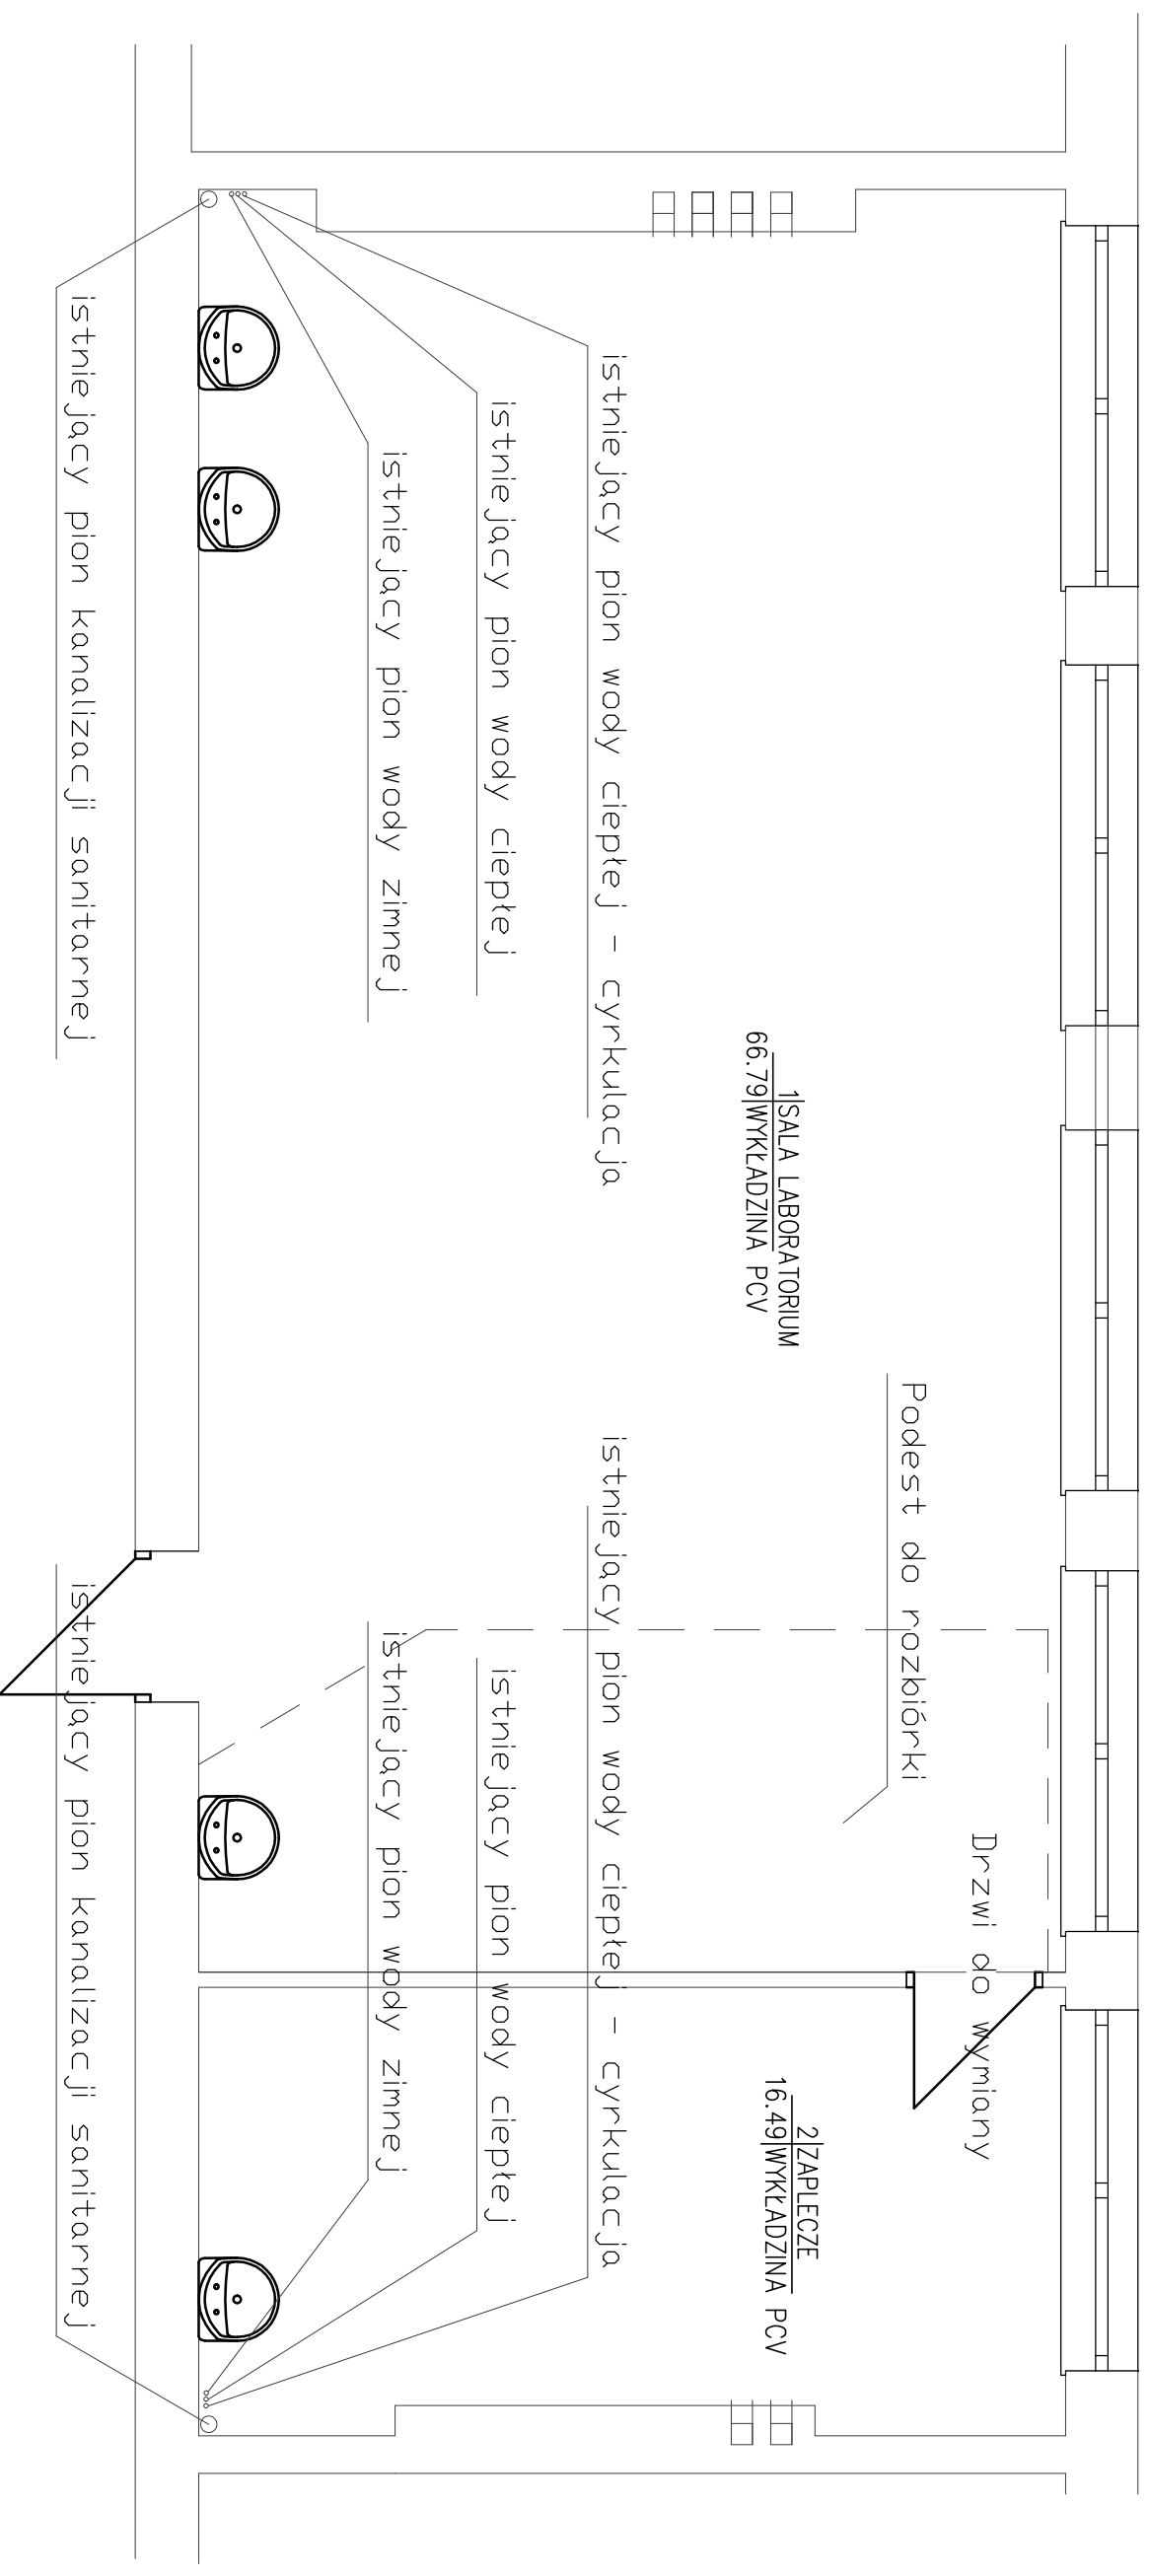 Drzwi do wymiany
Podest do rozbiórki
1 SALA LABORATORIUM
66.79 WYKŁADZINA PCV
2 ZAPLECZE
16.49 WYKŁADZINA PCV
istniejący pion wody ciepłej - cyrkulacja
istniejący pion wody ciepłej - cyrkulacja
istniejący pion wody ciepłej
istniejący pion wody ciepłej
istniejący pion wody zimnej
istniejący pion wody zimnej
istniejący pion kanalizacji sanitarnej
istniejący pion kanalizacji sanitarnej